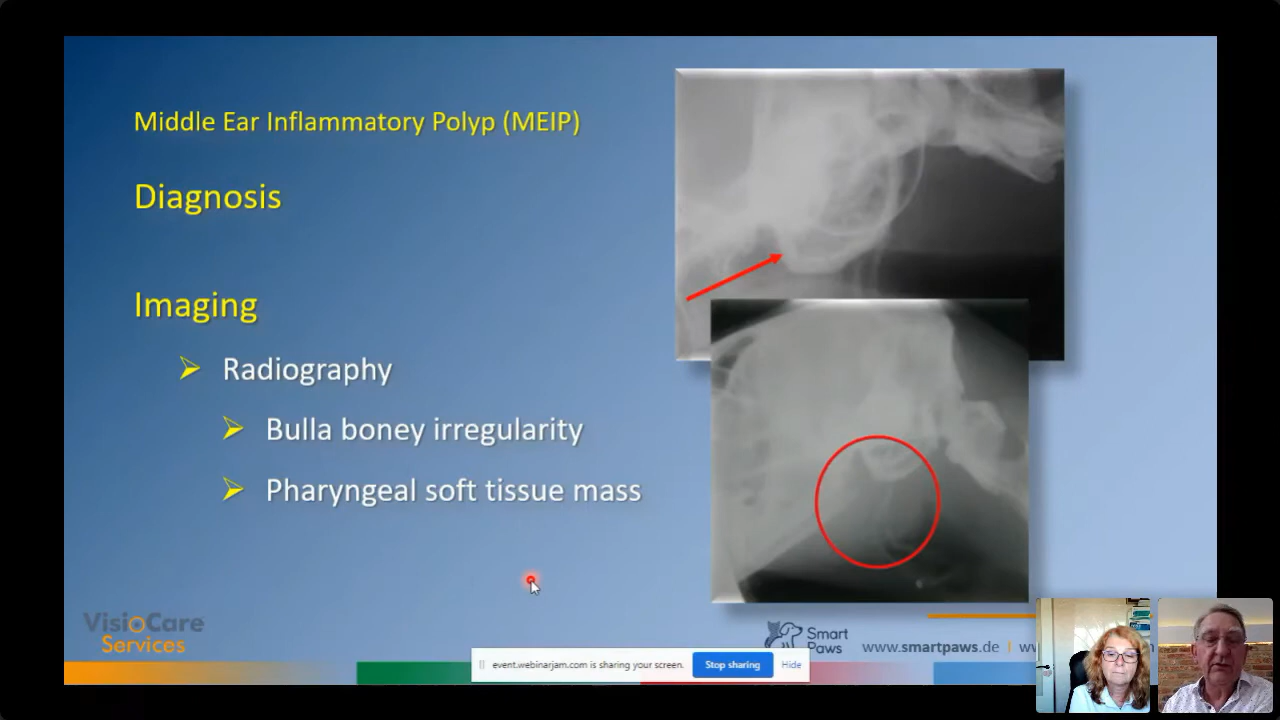 Middle Ear Inflammatory Polyp (MEIP)
Diagnosis
Imaging
Radiography
Bulla boney irregularity
Pharyngeal soft tissue mass
VisioCare
Services
Smart
Paws
www.smartpaws.de
event.webinarjam.com is sharing your screen.
Stop sharing
Hide